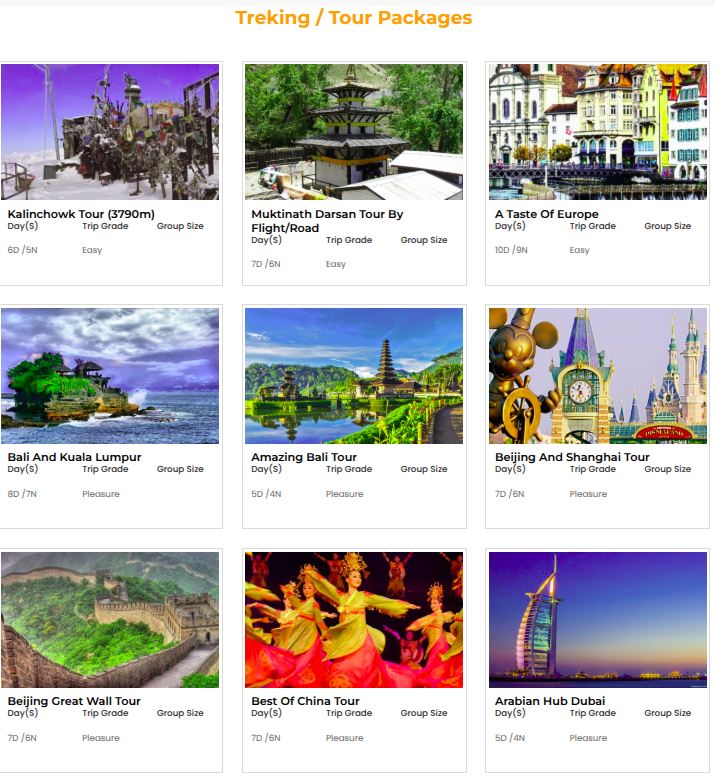 Treking / Tour Packages
Kalinchowk Tour (3790m)
Day(S) Trip Grade Group Size
6D /5N Easy
Muktinath Darsan Tour By
Flight/Road
Day(S) Trip Grade Group Size
7D /6N Easy
A Taste Of Europe
Day(S) Trip Grade Group Size
10D /9N Easy
Bali And Kuala Lumpur
Day(S) Trip Grade Group Size
8D /7N Pleasure
Amazing Bali Tour
Day(S) Trip Grade Group Size
5D /4N Pleasure
Beijing And Shanghai Tour
Day(S) Trip Grade Group Size
7D /6N Pleasure
Beijing Great Wall Tour
Day(S) Trip Grade Group Size
7D /6N Pleasure
Best Of China Tour
Day(S) Trip Grade Group Size
7D /6N Pleasure
Arabian Hub Dubai
Day(S) Trip Grade Group Size
5D /4N Pleasure